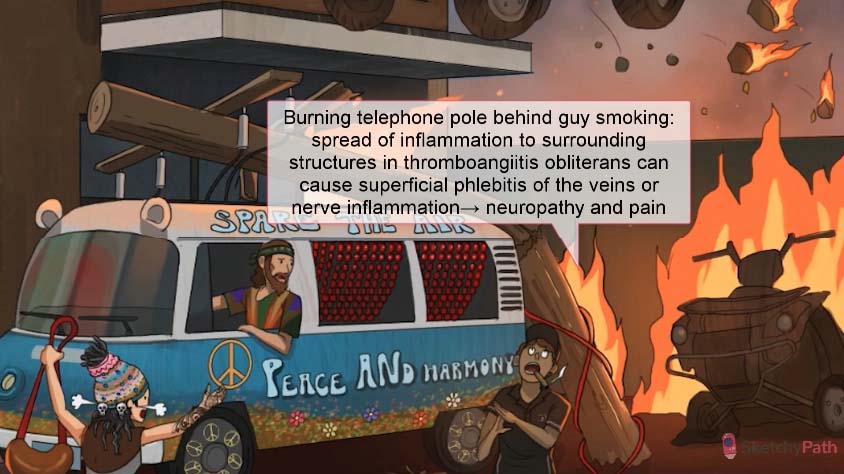 Burning telephone pole behind guy smoking:
spread of inflammation to surrounding
structures in thromboangiitis obliterans can
cause superficial phlebitis of the veins or
nerve inflammation→ neuropathy and pain
SPARE THE AIR
PEACE AND HARMONY
SketchyPath